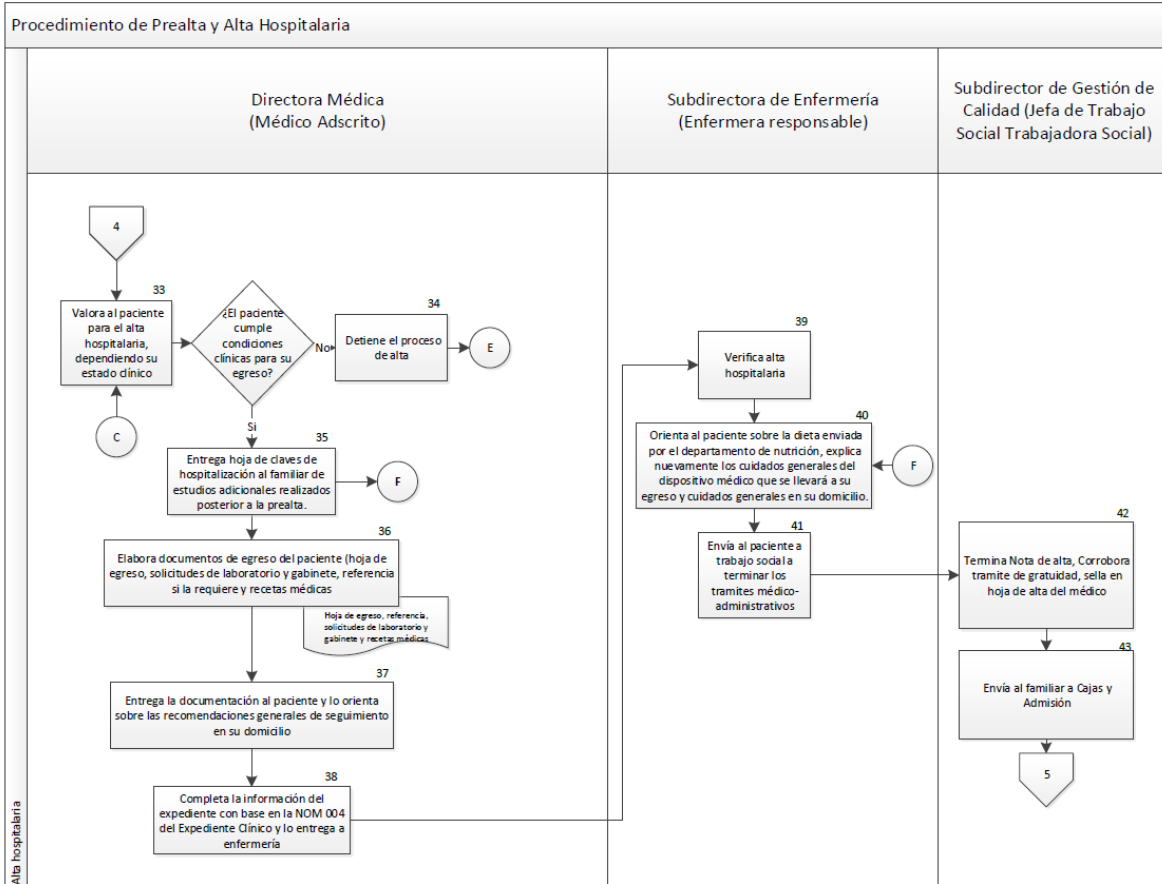 Procedimiento de Prealta y Alta Hospitalaria
Directora Médica
(Médico Adscrito)
Subdirectora de Enfermería
(Enfermera responsable)
Subdirector de Gestión de
Calidad (Jefa de Trabajo
Social Trabajadora Social)
Alta hospitalaria
4
33
Valora al paciente
para el alta
hospitalaria,
dependiendo su
estado clínico
C
¿El paciente
cumple
condiciones
clínicas para su
egreso?
No
34
Detiene el proceso
de alta
E
Si
35
Entrega hoja de claves de
hospitalización al familiar de
estudios adicionales realizados
posterior a la prealta.
F
36
Elabora documentos de egreso del paciente (hoja de
egreso, solicitudes de laboratorio y gabinete, referencia
si la requiere y recetas médicas
Hoja de egreso, referencia,
solicitudes de laboratorio y
gabinete y recetas médicas
37
Entrega la documentación al paciente y lo orienta
sobre las recomendaciones generales de seguimiento
en su domicilio
38
Completa la información del
expediente con base en la NOM 004
del Expediente Clínico y lo entrega a
enfermería
39
Verifica alta
hospitalaria
40
Orienta al paciente sobre la dieta enviada
por el departamento de nutrición, explica
nuevamente los cuidados generales del
dispositivo médico que se llevará a su
egreso y cuidados generales en su domicilio.
F
41
Envía al paciente a
trabajo social a
terminar los
tramites médico-
administrativos
42
Termina Nota de alta, Corrobora
tramite de gratuidad, sella en
hoja de alta del médico
43
Envía al familiar a Cajas y
Admisión
5